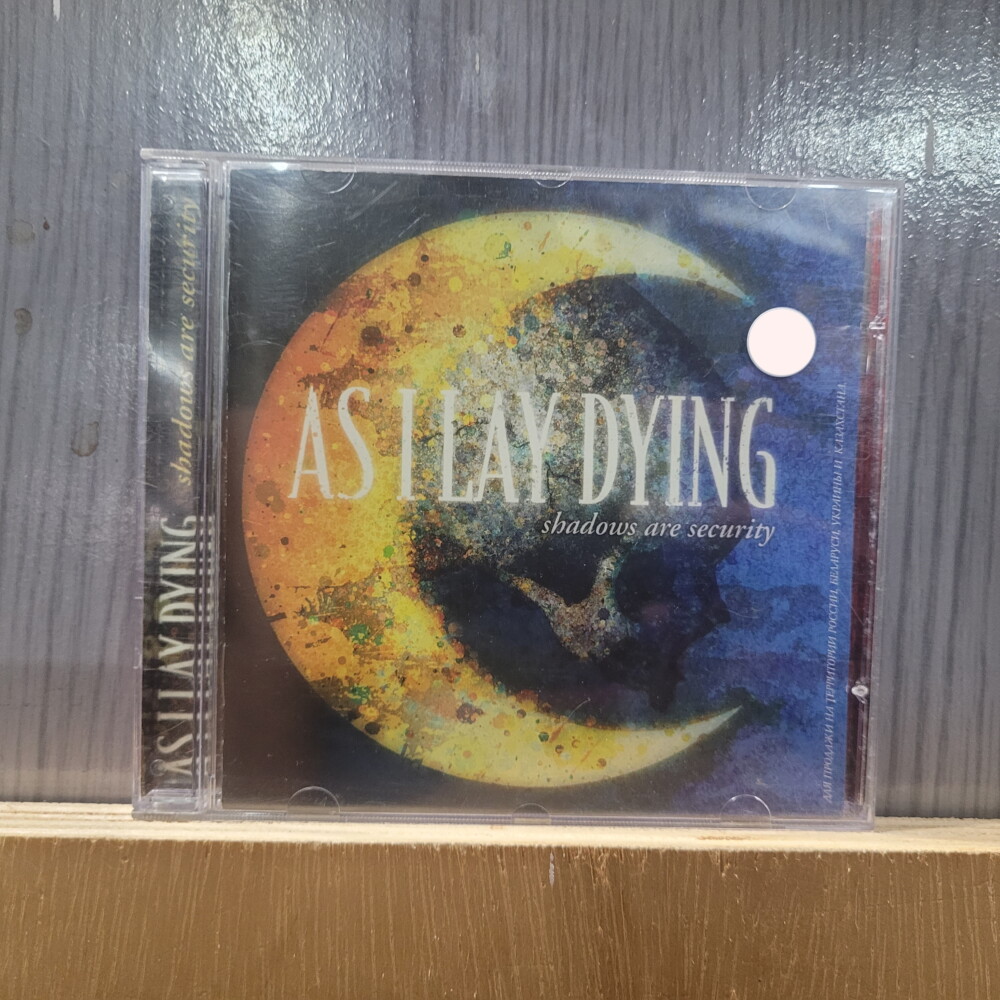 AS I LAY DYING
shadows are security
AS I LAY DYING
shadows are security
ДЛЯ ПРОДАЖИ НА ТЕРРИТОРИИ РОССИИ, БЕЛАРУСИ, УКРАИНЫ И КАЗАХСТАНА